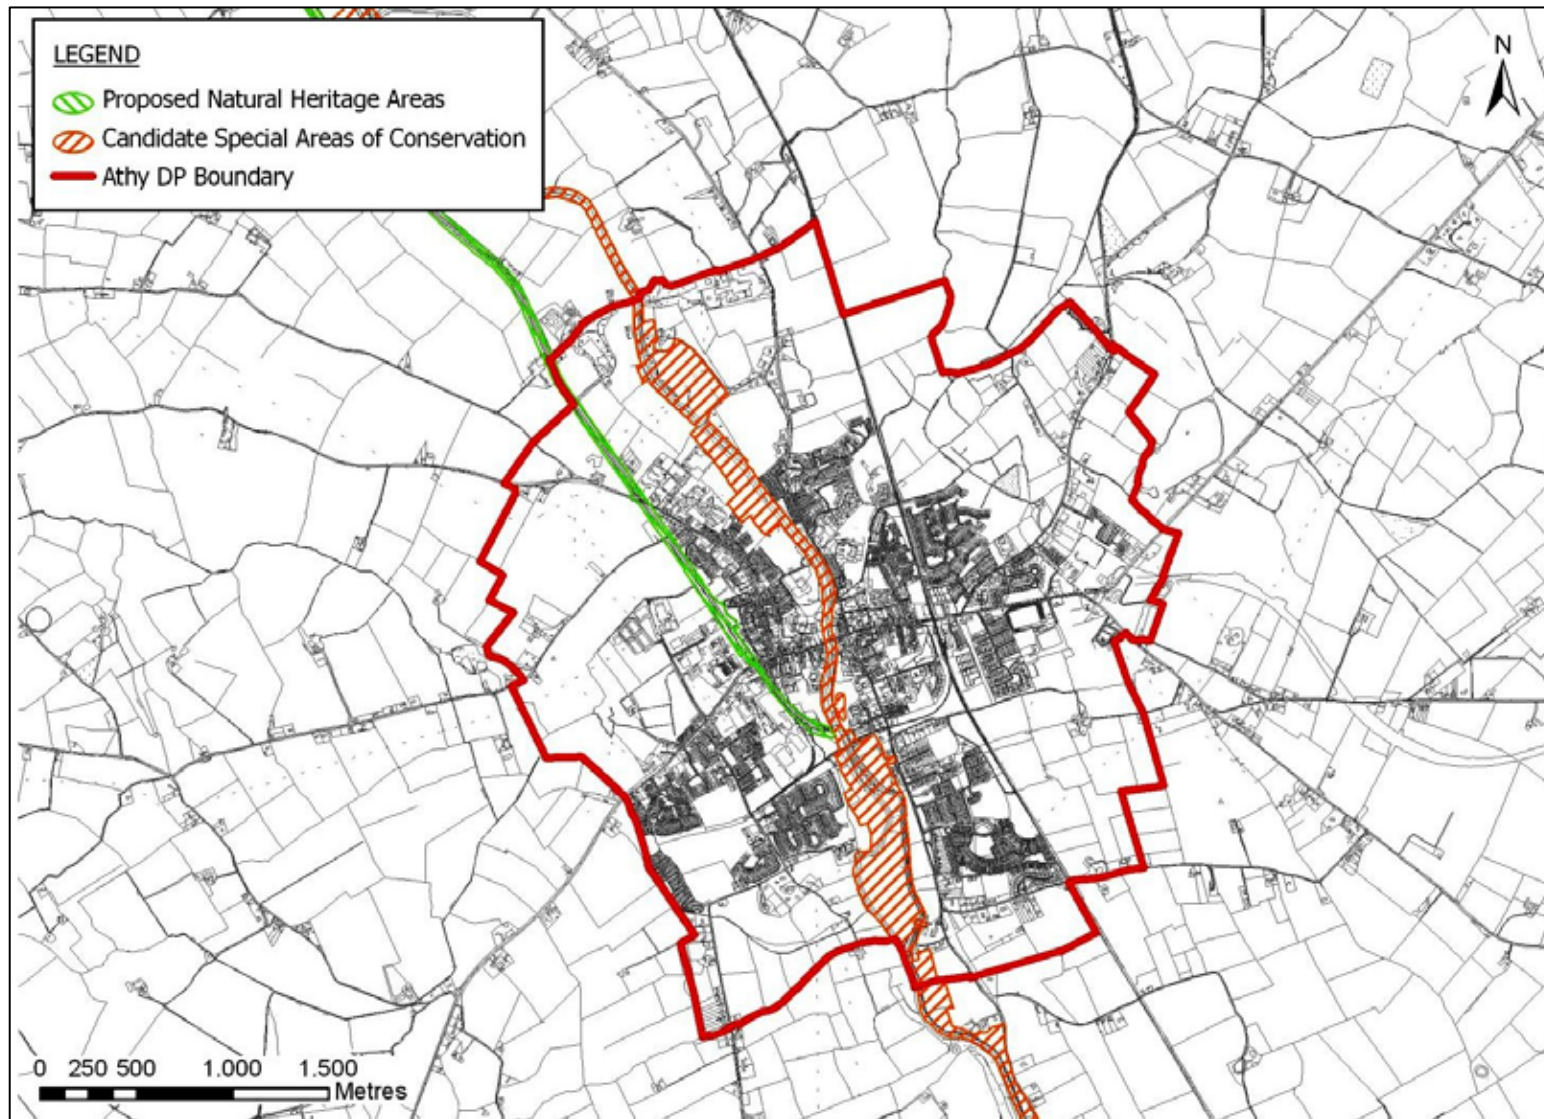 LEGEND
Proposed Natural Heritage Areas
Candidate Special Areas of Conservation
Athy DP Boundary
N
0 250 500 1.000 1.500
Metres